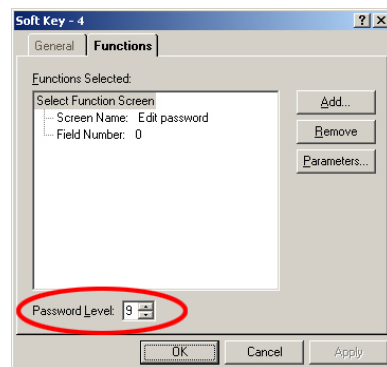 Soft Key - 4
General Functions
Functions Selected:
Select Function Screen
Screen Name: Edit password
Field Number: 0
Add...
Remove
Parameters...
Password Level: 9
OK Cancel Apply